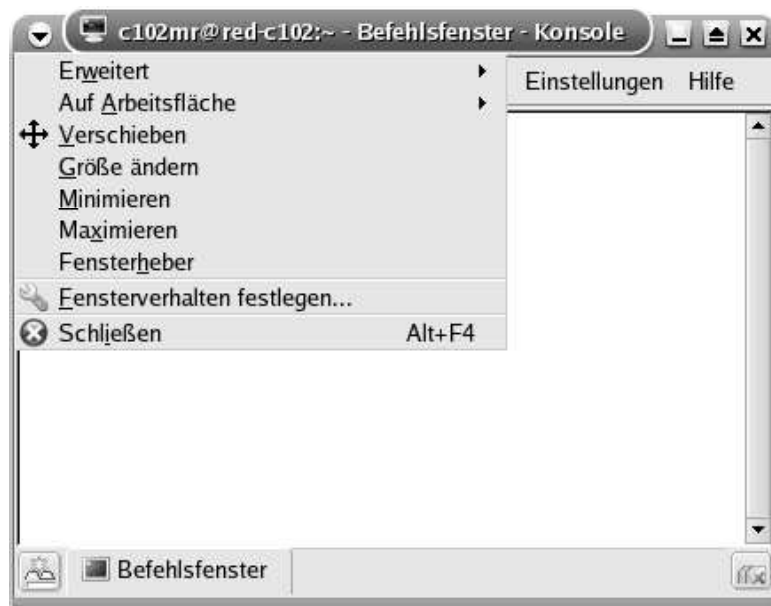 c102mr@red-c102:~ - Befehlsfenster - Konsole
Einstellungen Hilfe
Erweitert
Auf Arbeitsfläche
Verschieben
Größe ändern
Minimieren
Maximieren
Fensterheber
Fensterverhalten festlegen...
Schließen Alt+F4
Befehlsfenster